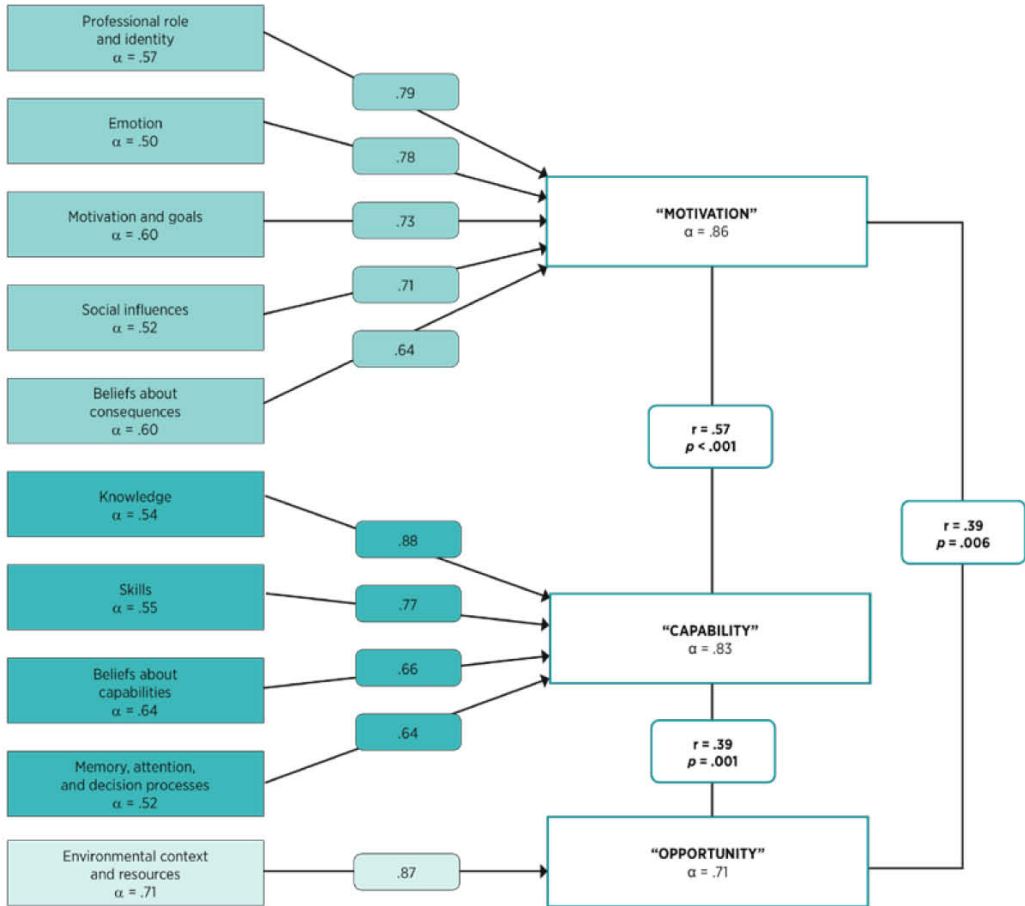 Professional role
and identity
α = .57
.79
Emotion
α = .50
.78
Motivation and goals
α = .60
.73
Social influences
α = .52
.71
Beliefs about
consequences
α = .60
.64
“MOTIVATION”
α = .86
r = .57
p < .001
Knowledge
α = .54
.88
Skills
α = .55
.77
Beliefs about
capabilities
α = .64
.66
Memory, attention,
and decision processes
α = .52
.64
“CAPABILITY”
α = .83
r = .39
p = .006
r = .39
p = .001
Environmental context
and resources
α = .71
.87
“OPPORTUNITY”
α = .71